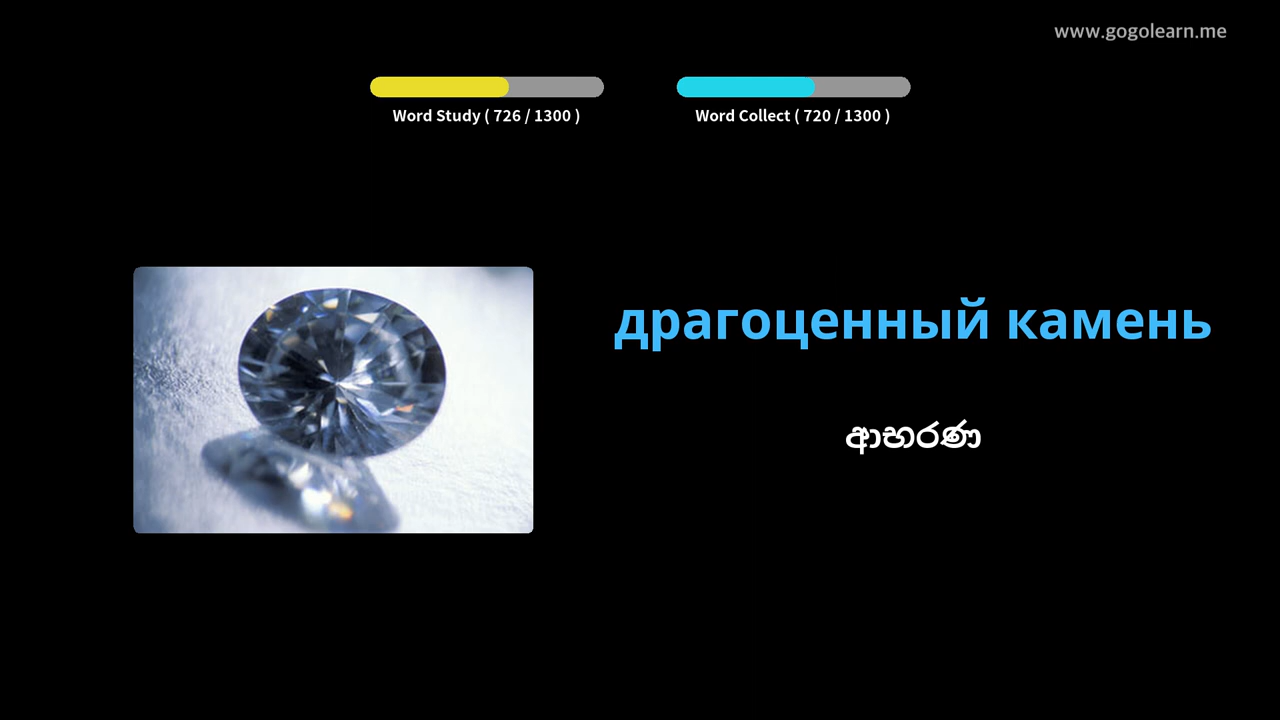 www.gogolearn.me
Word Study ( 726 / 1300 )
Word Collect ( 720 / 1300 )
драгоценный камень
ආභරණ